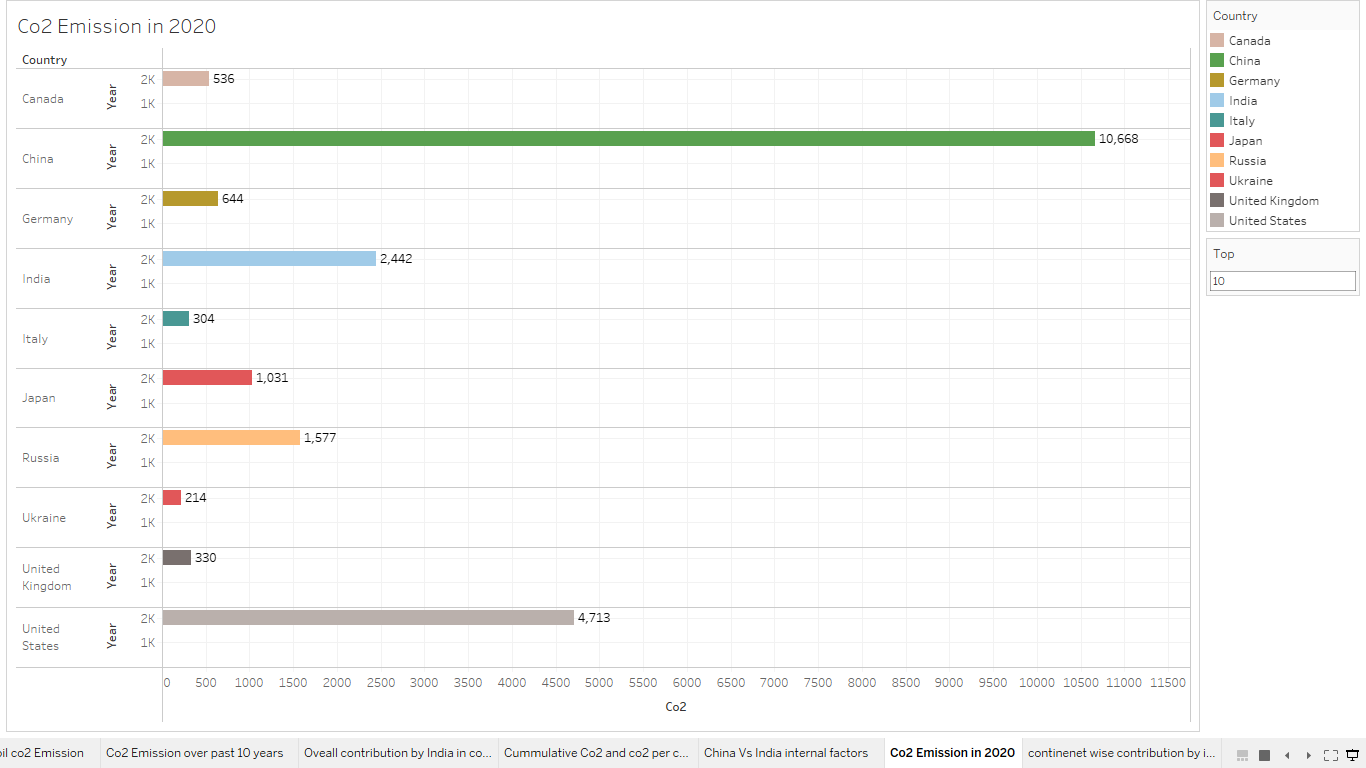 Co2 Emission in 2020
Country
Canada
Year
2K
1K
536
China
Year
2K
1K
10,668
Germany
Year
2K
1K
644
India
Year
2K
1K
2,442
Italy
Year
2K
1K
304
Japan
Year
2K
1K
1,031
Russia
Year
2K
1K
1,577
Ukraine
Year
2K
1K
214
United
Kingdom
Year
2K
1K
330
United
States
Year
2K
1K
4,713
0 500 1000 1500 2000 2500 3000 3500 4000 4500 5000 5500 6000 6500 7000 7500 8000 8500 9000 9500 10000 10500 11000 11500
Co2
Country
Canada
China
Germany
India
Italy
Japan
Russia
Ukraine
United Kingdom
United States
Top
10
il co2 Emission
Co2 Emission over past 10 years
Oveall contribution by India in co...
Cummulative Co2 and co2 per c...
China Vs India internal factors
Co2 Emission in 2020
continenet wise contribution by i...